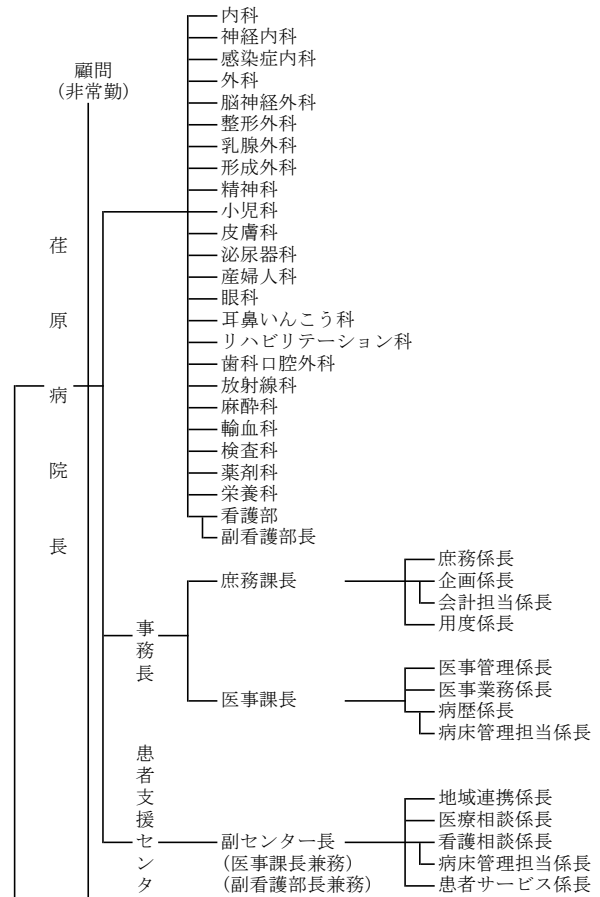 顧問
(非常勤)
荏原病院長
内科
神経内科
感染症内科
外科
脳神経外科
整形外科
乳腺外科
形成外科
精神科
小児科
皮膚科
泌尿器科
産婦人科
眼科
耳鼻いんこう科
リハビリテーション科
歯科口腔外科
放射線科
麻酔科
輸血科
検査科
薬剤科
栄養科
看護部
副看護部長
事務長
庶務課長
庶務係長
企画係長
会計担当係長
用度係長
医事課長
医事管理係長
医事業務係長
病歴係長
病床管理担当係長
患者支援センタ
副センター長
(医事課長兼務)
(副看護部長兼務)
地域連携係長
医療相談係長
看護相談係長
病床管理担当係長
患者サービス係長